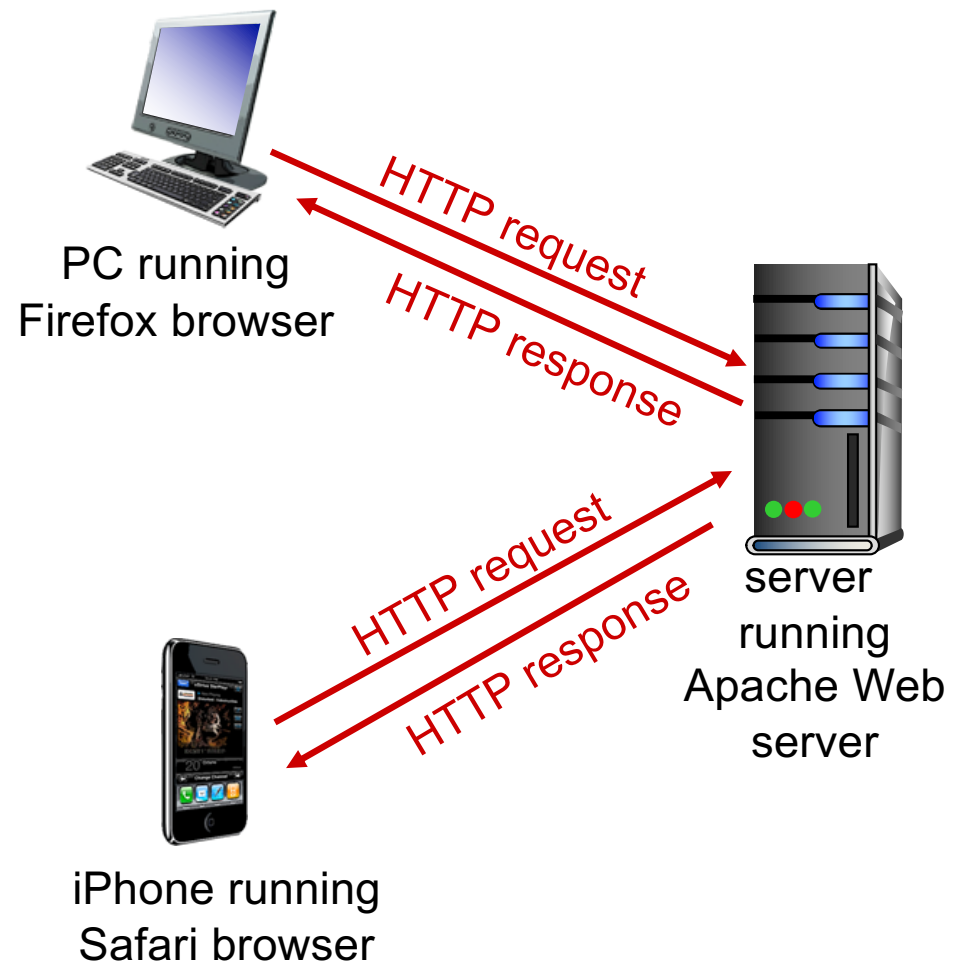 HTTP request
PC running
Firefox browser
HTTP response
HTTP request
server
running
Apache Web
server
HTTP response
iPhone running
Safari browser